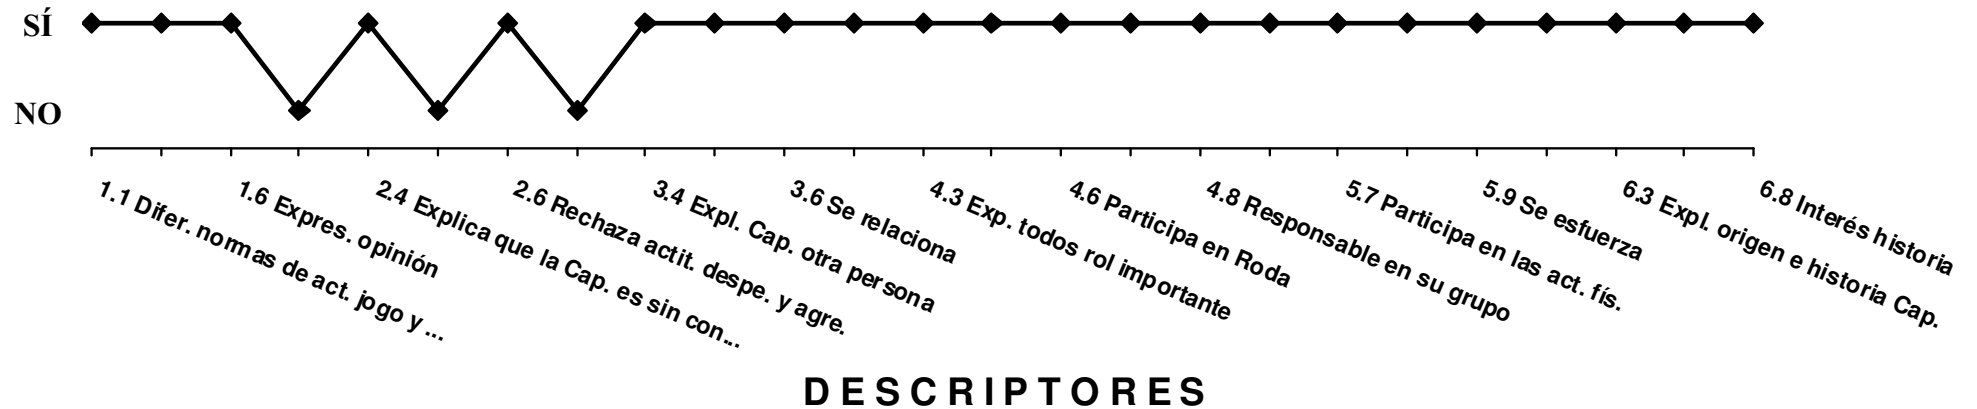 SÍ
NO
1.1 Difer. normas de act. jogo y ...
1.6 Expres. opinión
2.4 Explica que la Cap. es sin con...
2.6 Rechaza actit. despe. y agre.
3.4 Expl. Cap. otra persona
3.6 Se relaciona
4.3 Exp. todos rol importante
4.6 Participa en Roda
4.8 Responsable en su grupo
5.7 Participa en las act. fís.
5.9 Se esfuerza
6.3 Expl. origen e historia Cap.
6.8 Interés historia
DESCRIPTORES